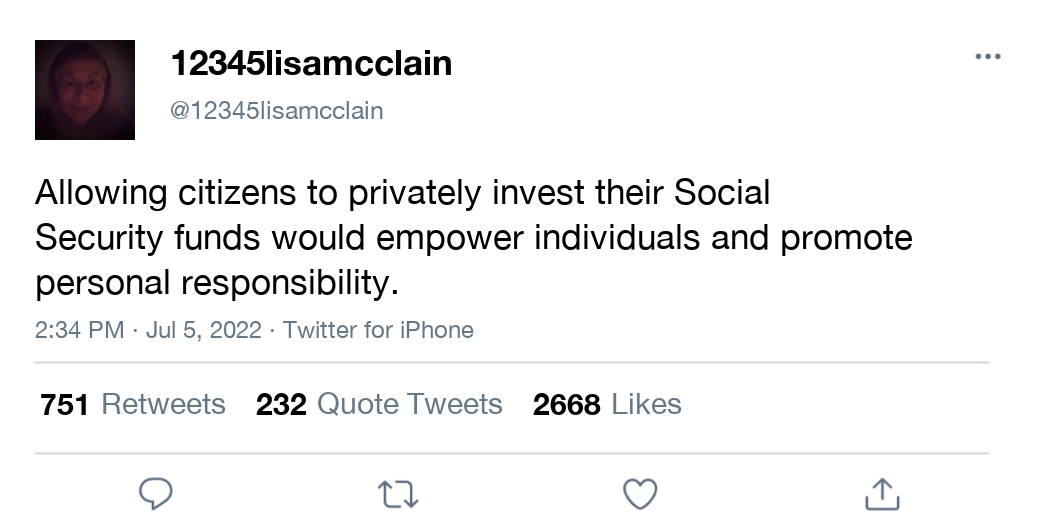 12345lisamcclain
@12345lisamcclain
Allowing citizens to privately invest their Social
Security funds would empower individuals and promote
personal responsibility.
2:34 PM · Jul 5, 2022 · Twitter for iPhone
751 Retweets 232 Quote Tweets 2668 Likes